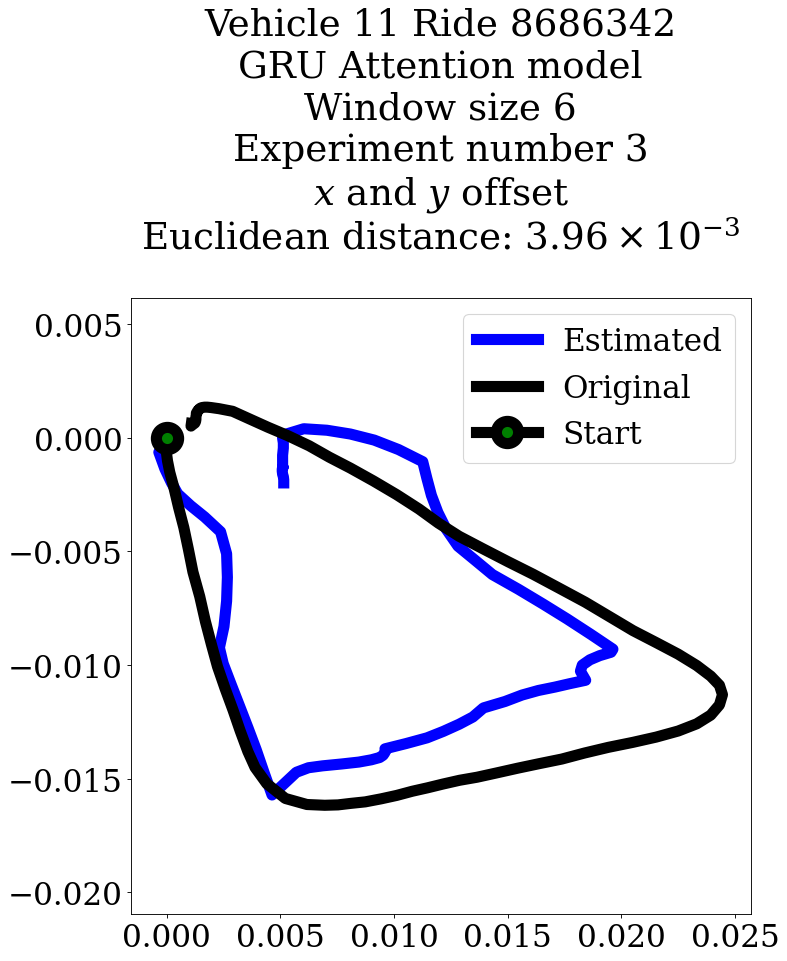 Vehicle 11 Ride 8686342
GRU Attention model
Window size 6
Experiment number 3
x and y offset
Euclidean distance: 3.96 × 10⁻³
Estimated
Original
Start
0.005
0.000
−0.005
−0.010
−0.015
−0.020
0.000 0.005 0.010 0.015 0.020 0.025